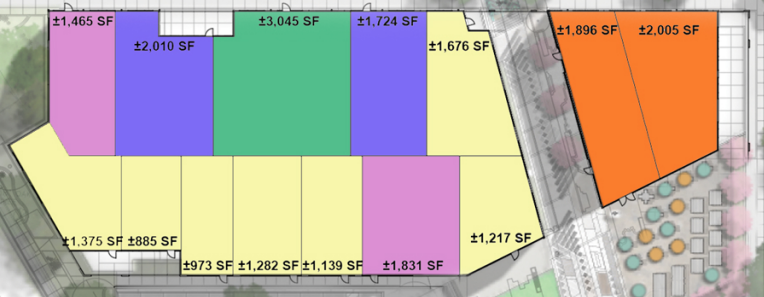 ±1,465 SF
±2,010 SF
±3,045 SF
±1,724 SF
±1,676 SF
±1,896 SF
±2,005 SF
±1,375 SF
±885 SF
±973 SF
±1,282 SF
±1,139 SF
±1,831 SF
±1,217 SF